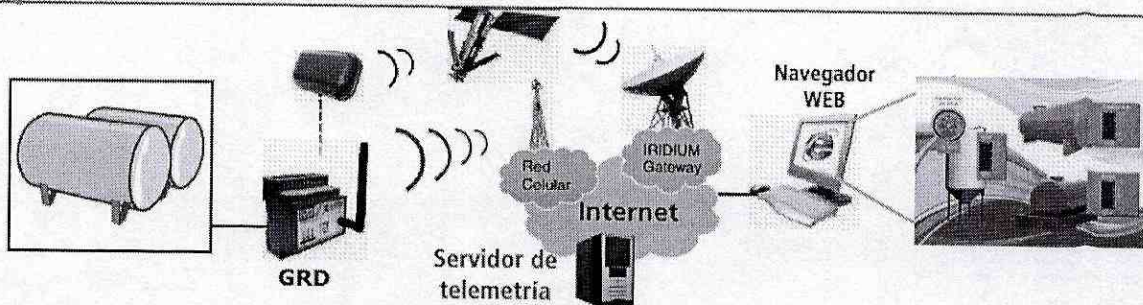 Navegador
WEB
Red
Celular
IRIDIUM
Gateway
Internet
GRD
Servidor de
telemetría